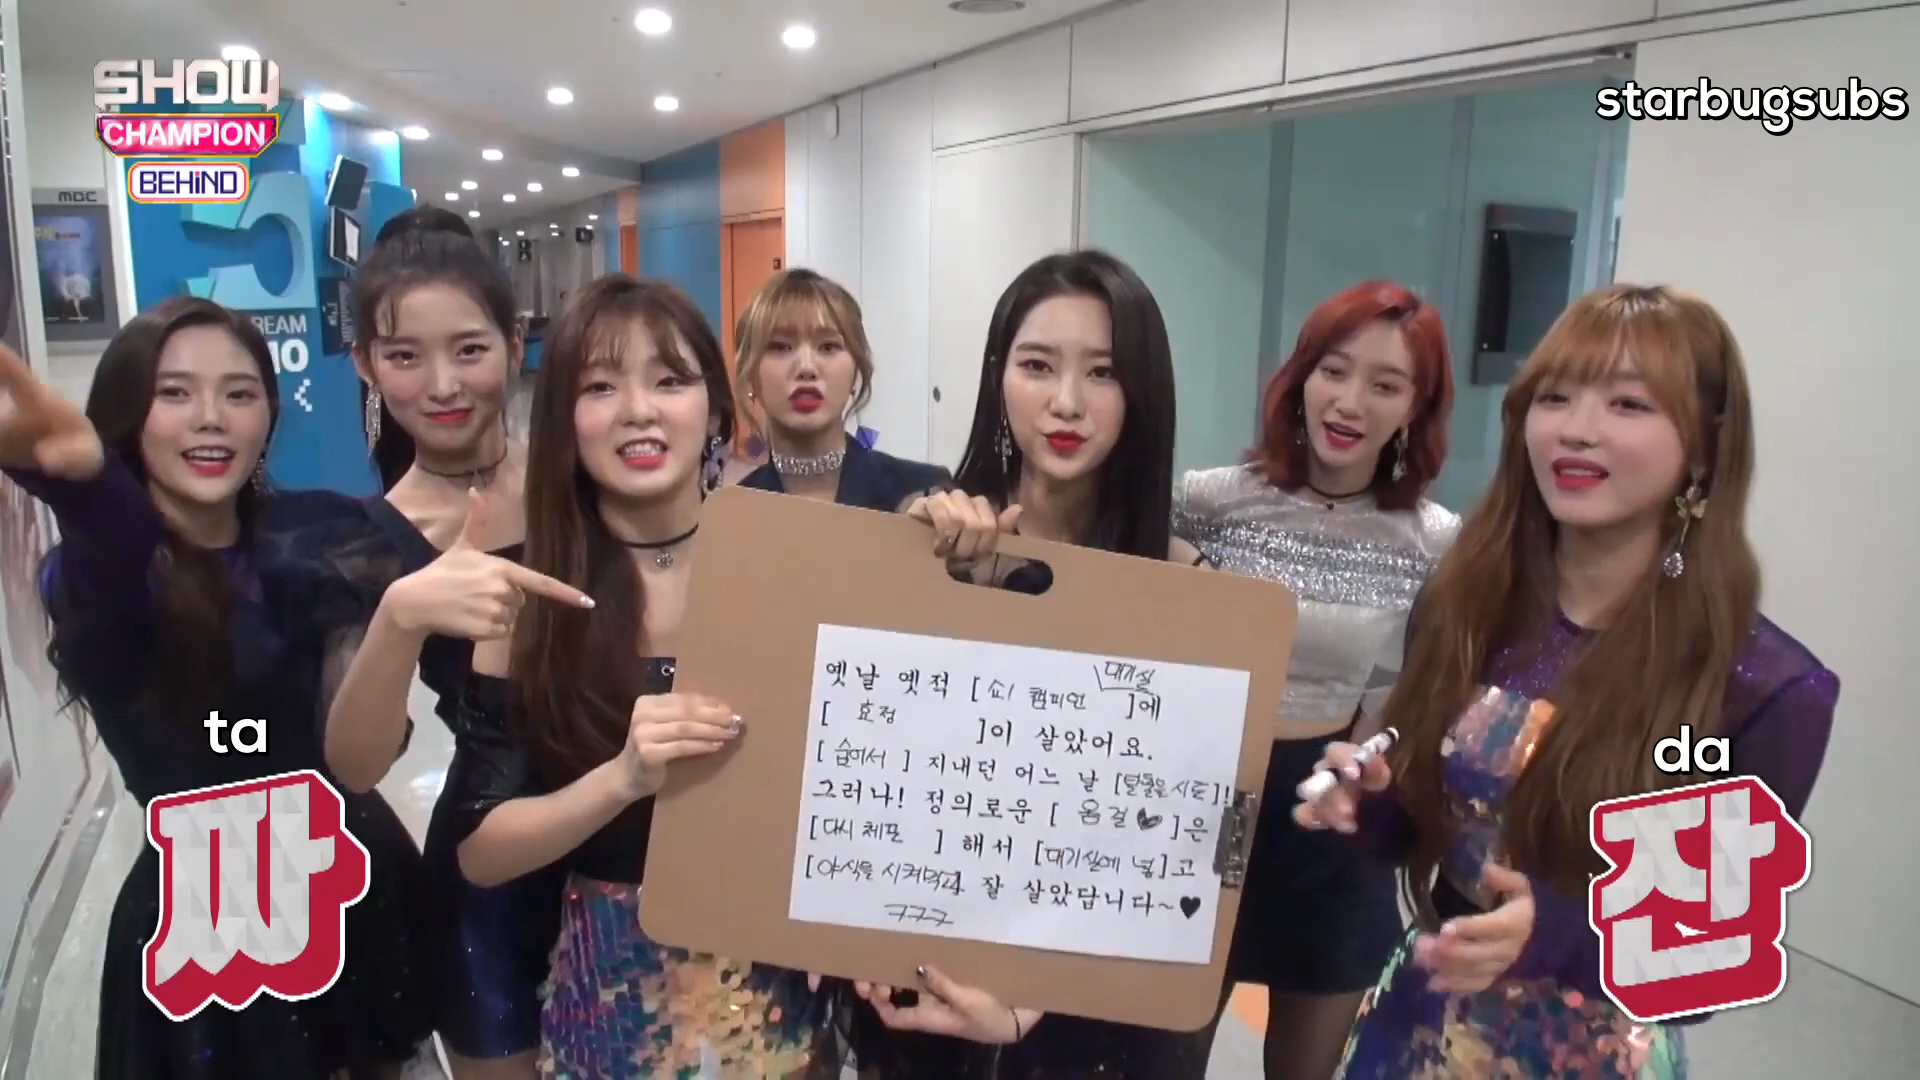 SHOW
CHAMPION
BEHIND
starbugsubs
MBC
5
REAM
옛날 옛적 [ 쇼! 챔피언 대기실 ]에
[ 효정 ]이 살았어요.
[ 숨어서 ] 지내던 어느 날 [탈출을 시도]!
그러나! 정의로운 [ 옴걸♥ ]은
[다시 체포 ] 해서 [대기실에 넣]고
[야식을 시켜먹고] 잘 살았답니다~♥
ㅋㅋㅋ
ta
da
짜
잔